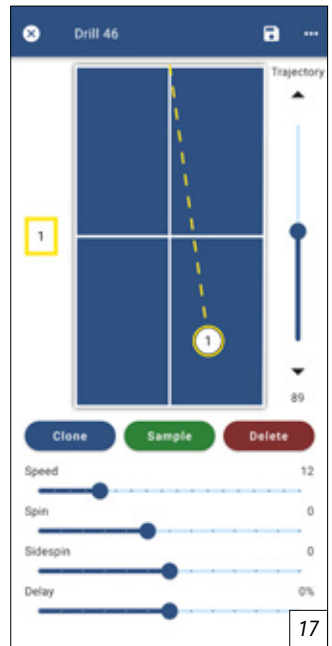 Drill 46
Trajectory
1
1
89
Clone Sample Delete
Speed 12
Spin 0
Sidespin 0
Delay 0%
17